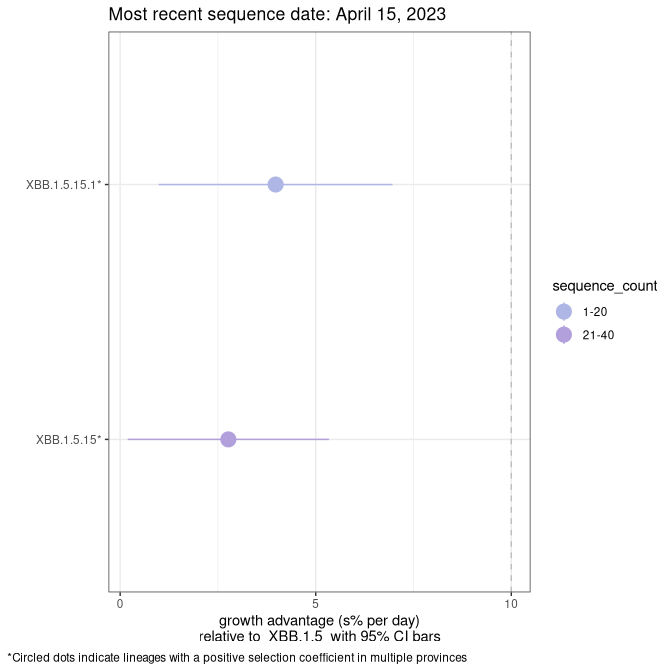 Most recent sequence date: April 15, 2023
XBB.1.5.15.1*
sequence_count
1-20
21-40
XBB.1.5.15*
0 5 10
growth advantage (s% per day)
relative to XBB.1.5 with 95% CI bars
*Circled dots indicate lineages with a positive selection coefficient in multiple provinces